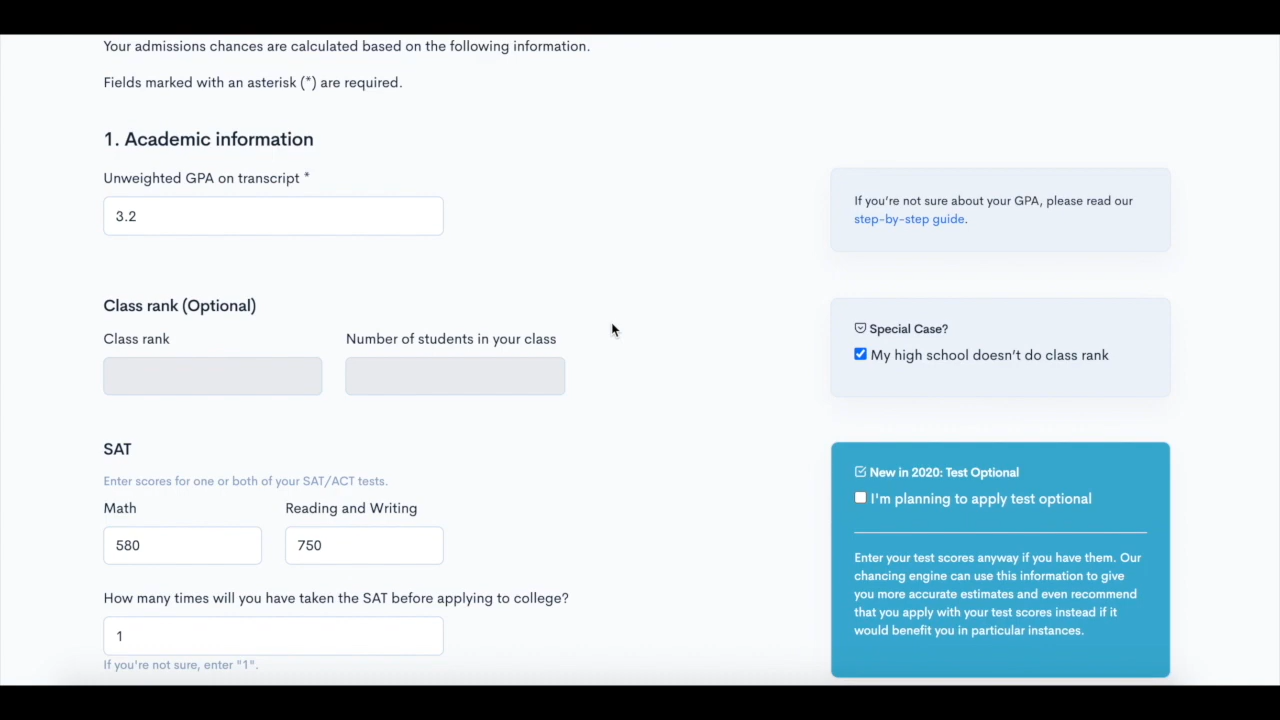 Your admissions chances are calculated based on the following information.
Fields marked with an asterisk (*) are required.
1. Academic information
Unweighted GPA on transcript *
3.2
If you're not sure about your GPA, please read our
step-by-step guide.
Class rank (Optional)
Class rank
Number of students in your class
Special Case?
My high school doesn't do class rank
SAT
Enter scores for one or both of your SAT/ACT tests.
Math
Reading and Writing
580
750
How many times will you have taken the SAT before applying to college?
1
If you're not sure, enter "1".
New in 2020: Test Optional
I'm planning to apply test optional
Enter your test scores anyway if you have them. Our
chancing engine can use this information to give
you more accurate estimates and even recommend
that you apply with your test scores instead if it
would benefit you in particular instances.